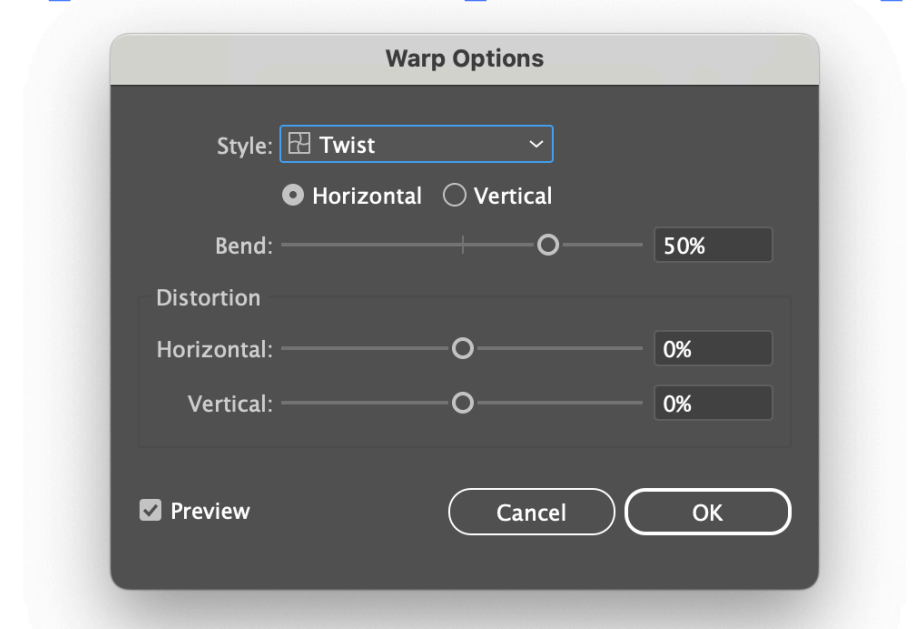 Warp Options
Style: Twist
Horizontal Vertical
Bend: 50%
Distortion
Horizontal: 0%
Vertical: 0%
Preview Cancel OK